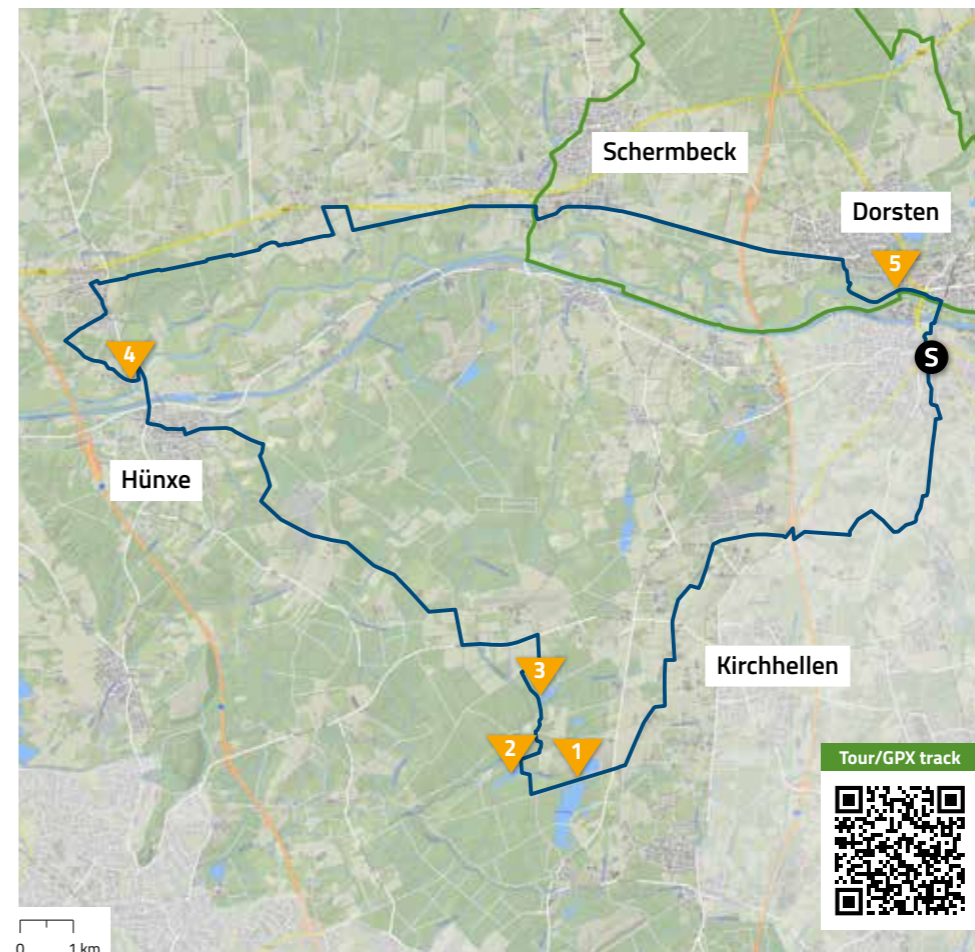 Schermbeck
Dorsten
5
4
S
Hünxe
3
Kirchhellen
2
1
Tour/GPX track
0 1 km